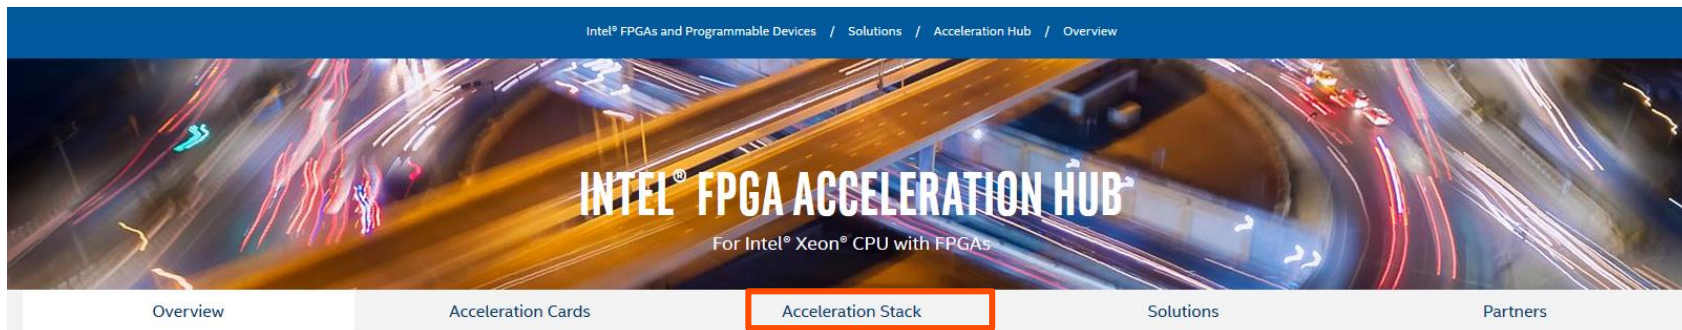 Intel® FPGAs and Programmable Devices / Solutions / Acceleration Hub / Overview
INTEL® FPGA ACCELERATION HUB
For Intel® Xeon® CPU with FPGAs
Overview Acceleration Cards Acceleration Stack Solutions Partners